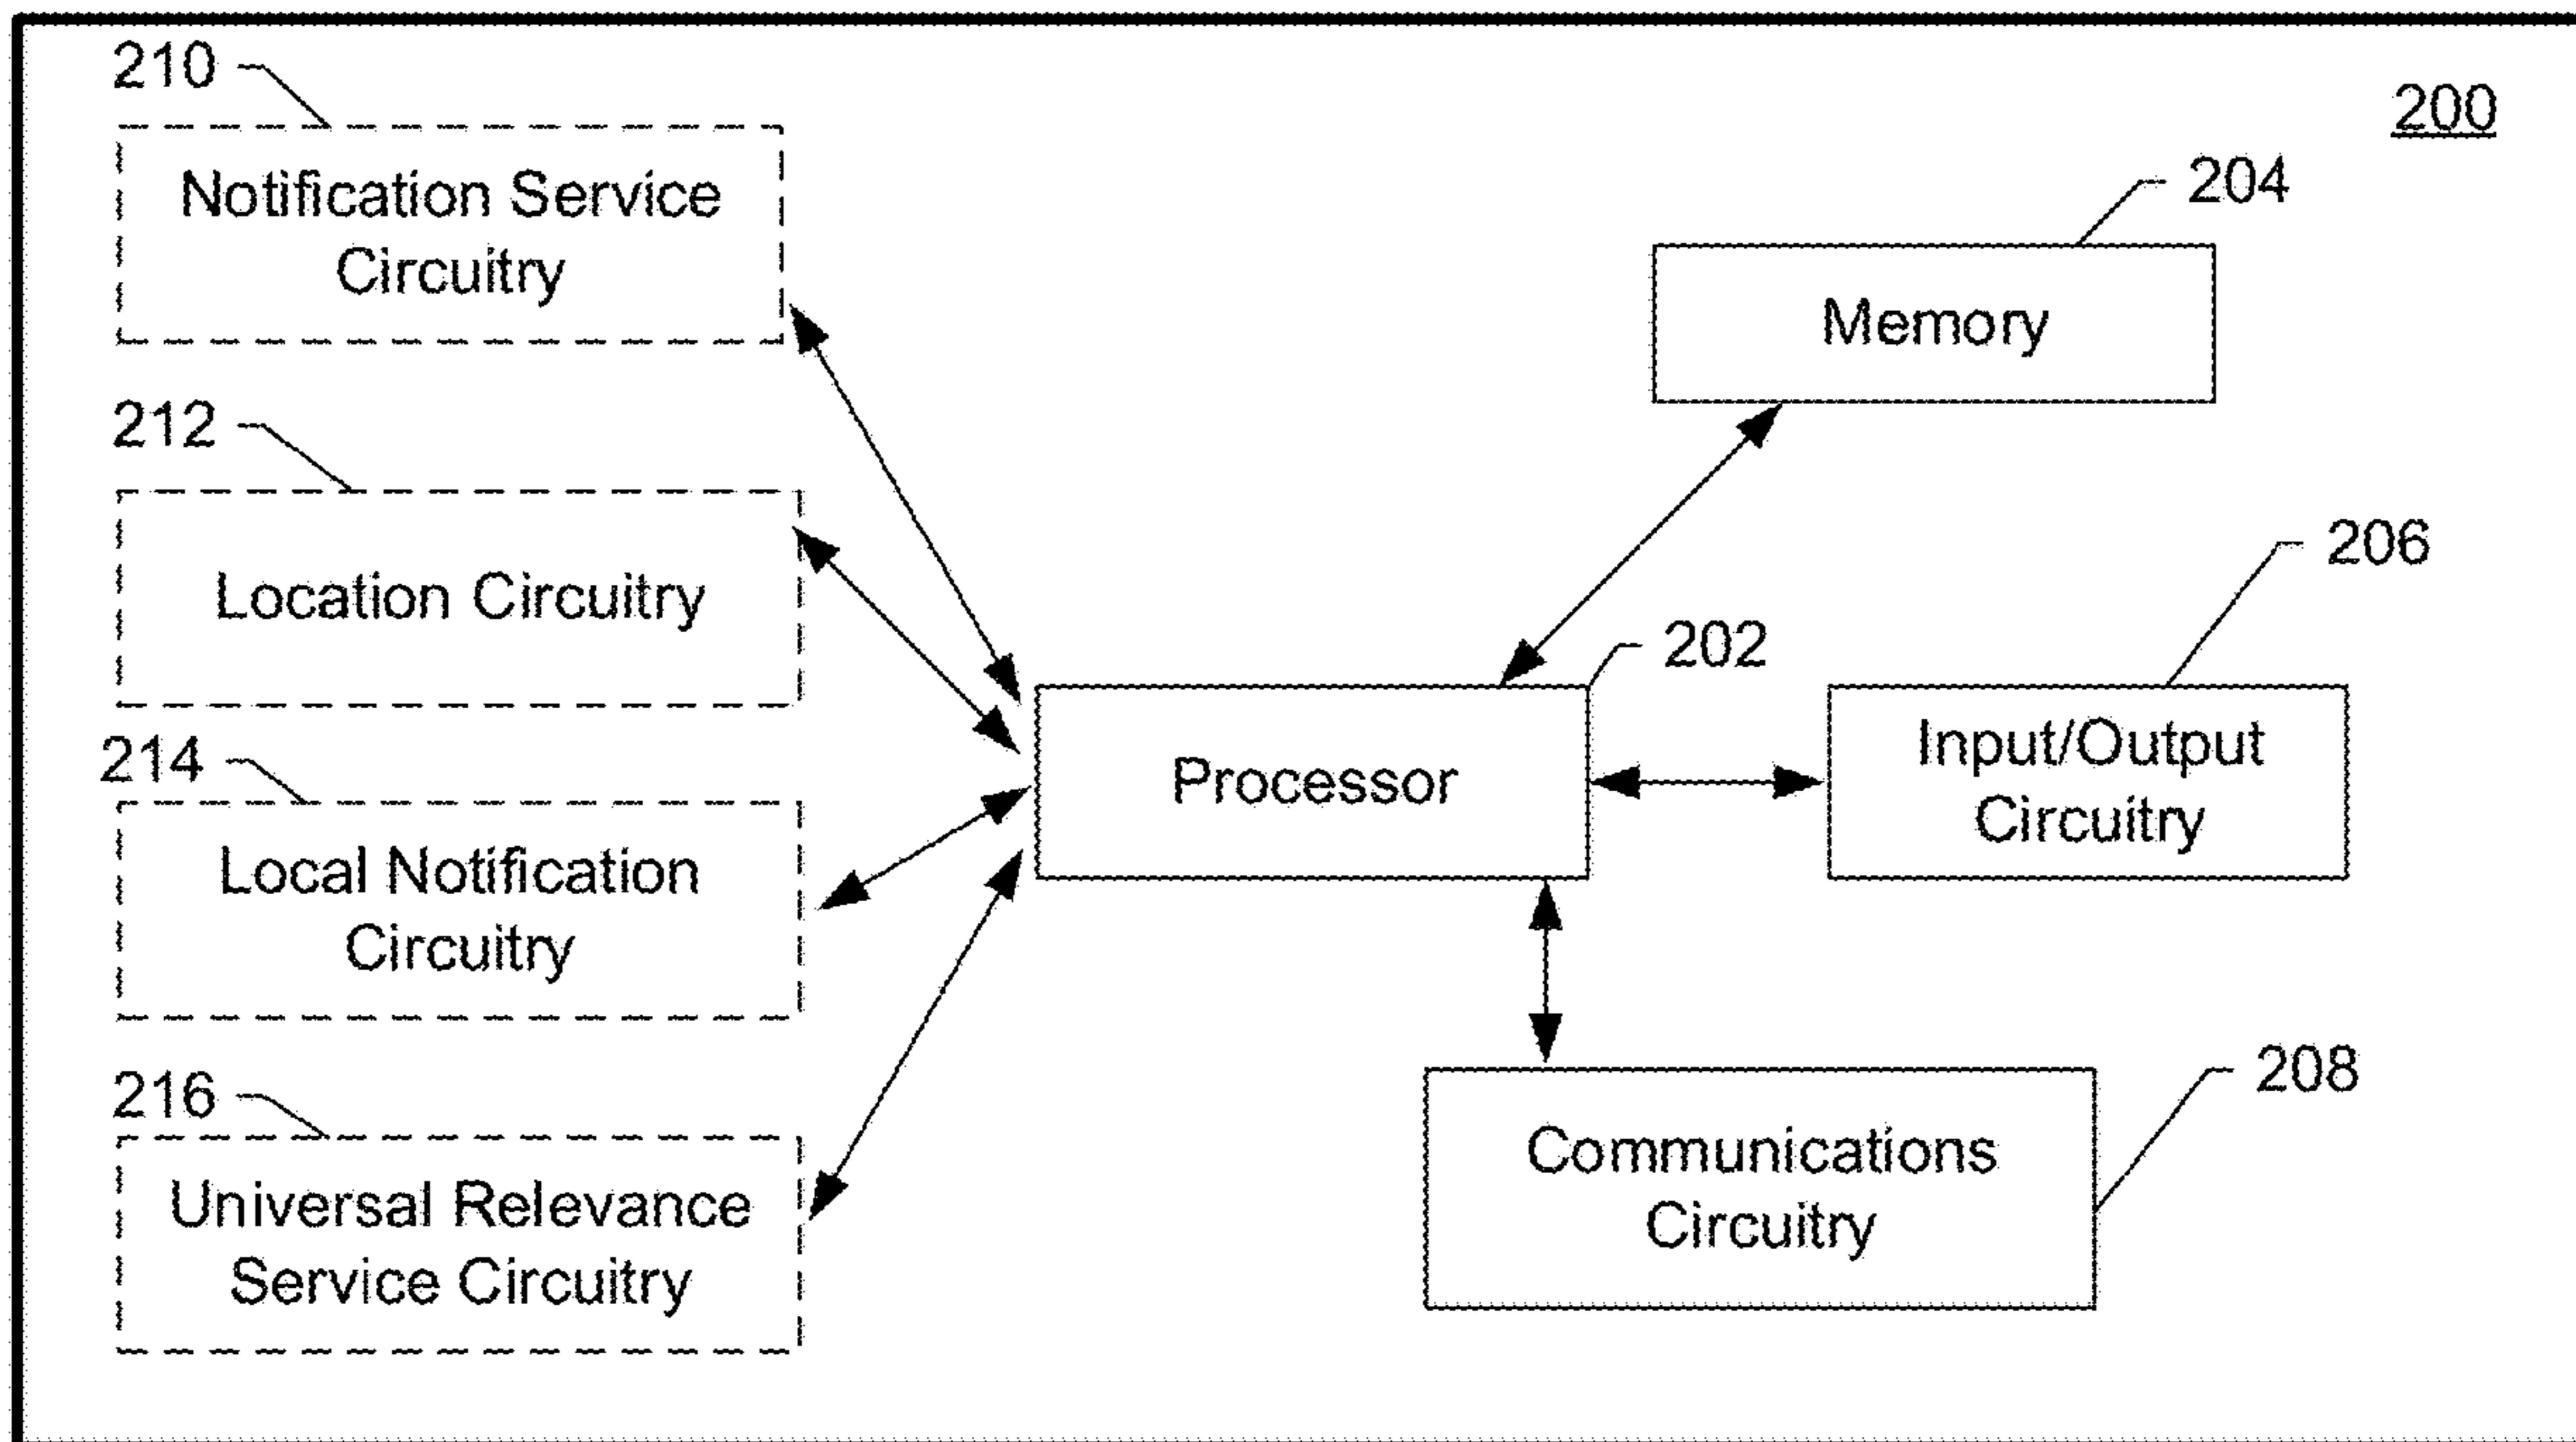 210
200
Notification Service
Circuitry
204
Memory
212
Location Circuitry
206
202
Processor
Input/Output
Circuitry
214
Local Notification
Circuitry
208
Communications
Circuitry
216
Universal Relevance
Service Circuitry